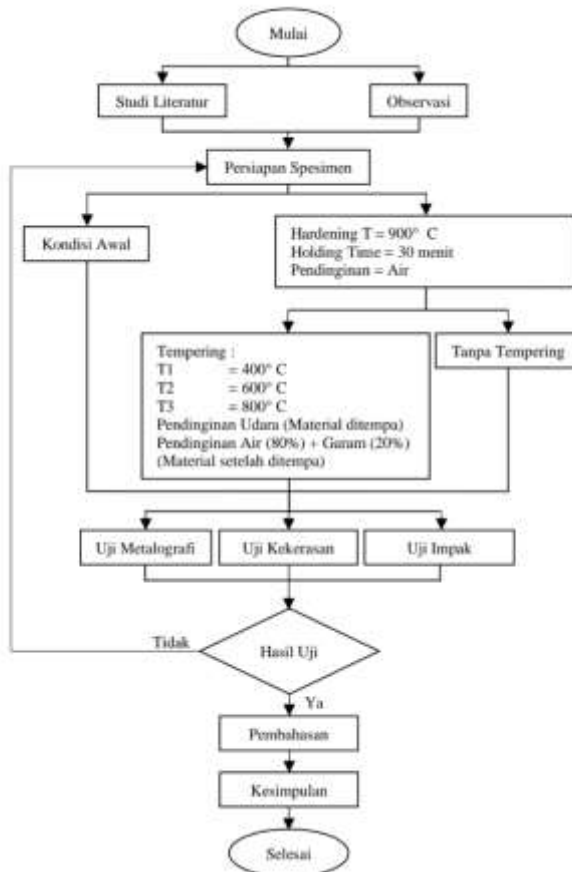 Mulai
Studi Literatur
Observasi
Persiapan Spesimen
Kondisi Awal
Hardening T = 900° C
Holding Time = 30 menit
Pendinginan = Air
Tempering :
T1 = 400° C
T2 = 600° C
T3 = 800° C
Pendinginan Udara (Material ditempa)
Pendinginan Air (80%) + Garam (20%)
(Material setelah ditempa)
Tanpa Tempering
Uji Metalografi
Uji Kekerasan
Uji Impak
Tidak
Hasil Uji
Ya
Pembahasan
Kesimpulan
Selesai